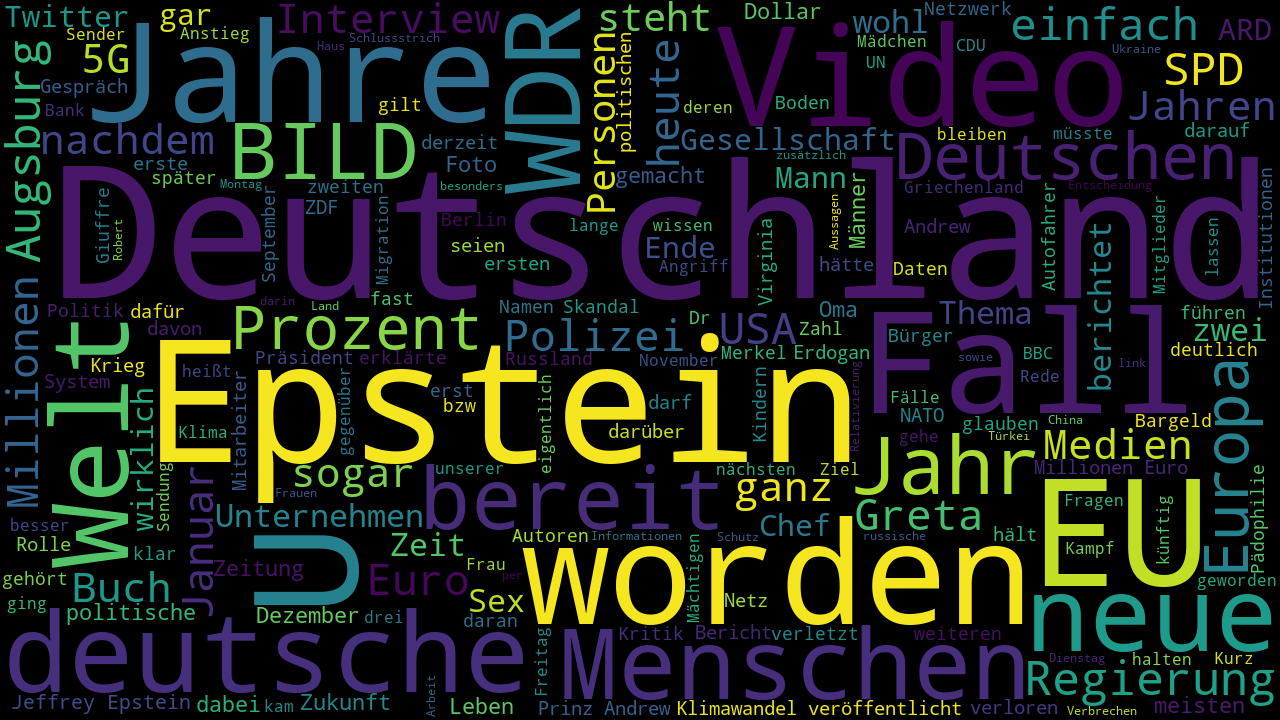 Twitter
gar
Interview
steht
Dollar
wohl
Netzwerk
einfach
ARD
Sender
Anstieg
Haus
Schlussstrich
Jahre
WDR
Personen
politischen
heute
Video
Mädchen
CDU
Ukraine
UN
SPD
5G
Gespräch
Bank
gilt
deren
Boden
Jahren
Augsburg
nachdem
BILD
derzeit
Foto
Gesellschaft
bleiben
müsste
darauf
erste
später
Montag
zweiten
ZDF
besonders
gemacht
zusätzlich
Mann
Deutschen
Griechenland
Entscheidung
Giuffre
Robert
September
Migration
Berlin
seien
ersten
lange
wissen
Ende
Angriff
Virginia
Aussagen
Männer
hätte
Andrew
Daten
Autofahrer
berichtet
Mitglieder
lassen
Institutionen
Deutschland
Millionen
Politik
dafür
davon
darin
Land
fast
Namen
Skandal
Dr
Oma
Zahl
USA
Thema
Bürger
führen
zwei
Welt
Krieg
System
Prozent
Polizei
Präsident
erklärte
Russland
November
Merkel
Erdogan
Fall
sowie
BBC
Rede
link
deutlich
Europa
wirklich
heißt
Klima
Mitarbeiter
gegenüber
erst
bzw
eigentlich
darf
darüber
Kindern
Relativierung
Fälle
NATO
gehe
glauben
Türkei
China
Bargeld
Epstein
Sendung
Januar
Frauen
sogar
unserer
bereit
nächsten
Ziel
ganz
Jahr
Medien
Millionen Euro
Pädophilie
besser
Rolle
klar
Unternehmen
Zeit
Autoren
Informationen
Schutz
Chef
russische
Greta
hält
EU
Fragen
Kampf
künftig
gehört
ging
Buch
politische
Zeitung
U
Dezember
drei
Euro
Frau
per
Sex
daran
worden
Mächtigen
Netz
geworden
neue
deutsche
Freitag
Menschen
Kritik
Bericht
verletzt
weiteren
Dienstag
halten
Kurz
Regierung
Jeffrey Epstein
dabei
kam
Zukunft
Arbeit
Leben
Prinz Andrew
Klimawandel
veröffentlicht
verloren
Verbrechen
meisten